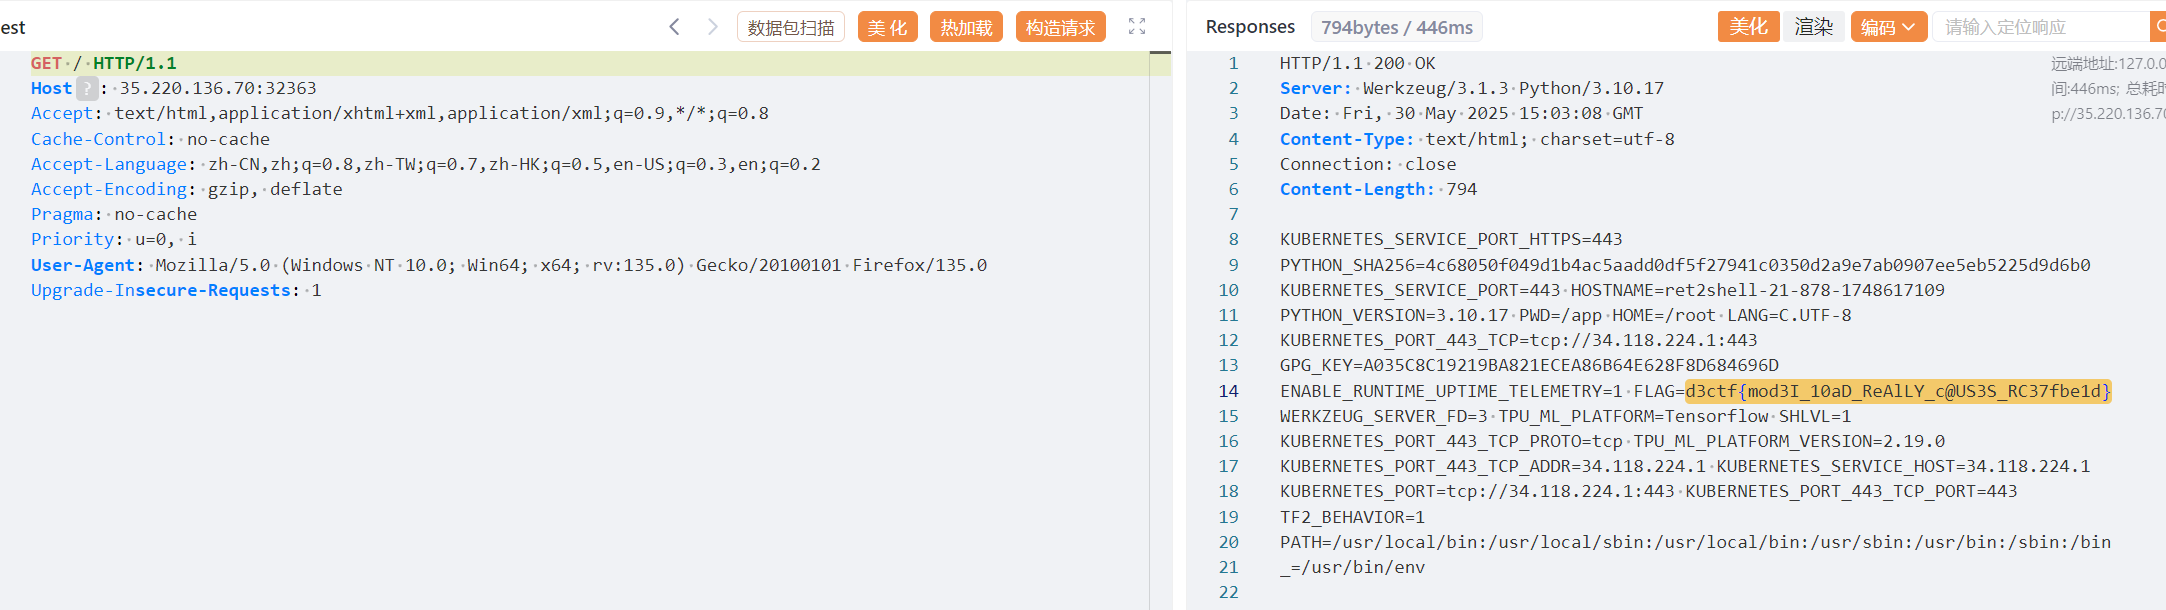 est
数据包扫描 美化 热加载 构造请求
GET / HTTP/1.1
Host ? : 35.220.136.70:32363
Accept: text/html,application/xhtml+xml,application/xml;q=0.9,*/*;q=0.8
Cache-Control: no-cache
Accept-Language: zh-CN,zh;q=0.8,zh-TW;q=0.7,zh-HK;q=0.5,en-US;q=0.3,en;q=0.2
Accept-Encoding: gzip, deflate
Pragma: no-cache
Priority: u=0, i
User-Agent: Mozilla/5.0 (Windows NT 10.0; Win64; x64; rv:135.0) Gecko/20100101 Firefox/135.0
Upgrade-Insecure-Requests: 1
Responses 794bytes / 446ms 美化 渲染 编码 请输入定位响应
1 HTTP/1.1 200 OK
2 Server: Werkzeug/3.1.3 Python/3.10.17
3 Date: Fri, 30 May 2025 15:03:08 GMT
4 Content-Type: text/html; charset=utf-8
5 Connection: close
6 Content-Length: 794
7
8 KUBERNETES_SERVICE_PORT_HTTPS=443
9 PYTHON_SHA256=4c68050f049d1b4ac5aadd0df5f27941c0350d2a9e7ab0907ee5eb5225d9d6b0
10 KUBERNETES_SERVICE_PORT=443 HOSTNAME=ret2shell-21-878-1748617109
11 PYTHON_VERSION=3.10.17 PWD=/app HOME=/root LANG=C.UTF-8
12 KUBERNETES_PORT_443_TCP=tcp://34.118.224.1:443
13 GPG_KEY=A035C8C19219BA821ECEA86B64E628F8D684696D
14 ENABLE_RUNTIME_UPTIME_TELEMETRY=1 FLAG=d3ctf{mod3I_10aD_ReAlLY_c@US3S_RC37fbe1d}
15 WERKZEUG_SERVER_FD=3 TPU_ML_PLATFORM=Tensorflow SHLVL=1
16 KUBERNETES_PORT_443_TCP_PROTO=tcp TPU_ML_PLATFORM_VERSION=2.19.0
17 KUBERNETES_PORT_443_TCP_ADDR=34.118.224.1 KUBERNETES_SERVICE_HOST=34.118.224.1
18 KUBERNETES_PORT=tcp://34.118.224.1:443 KUBERNETES_PORT_443_TCP_PORT=443
19 TF2_BEHAVIOR=1
20 PATH=/usr/local/bin:/usr/local/sbin:/usr/local/bin:/usr/sbin:/usr/bin:/sbin:/bin
21 _=/usr/bin/env
22
远端地址:127.0.0
间:446ms; 总耗时
p://35.220.136.70